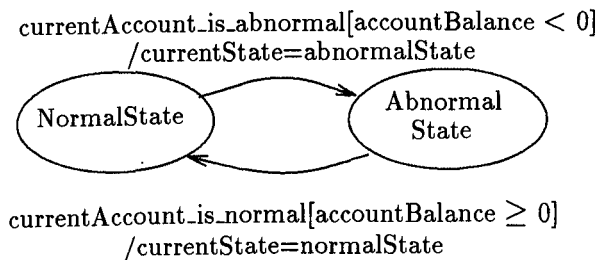 currentAccount_is_abnormal[accountBalance < 0]
/currentState=abnormalState
NormalState
Abnormal
State
currentAccount_is_normal[accountBalance ≥ 0]
/currentState=normalState